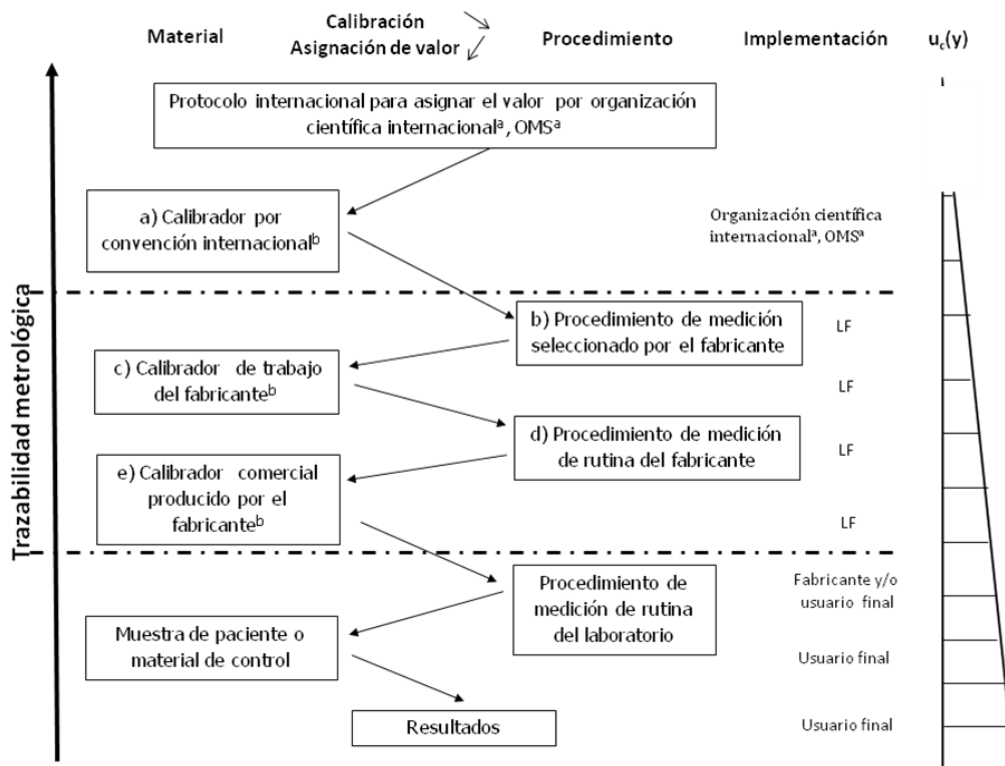 Material
Calibración
Asignación de valor
Procedimiento
Implementación
u_c(y)
Protocolo internacional para asignar el valor por organización
científica internacionalª, OMSª
a) Calibrador por
convención internacionalᵇ
Organización científica
internacionalª, OMSª
Trazabilidad metrológica
b) Procedimiento de medición
seleccionado por el fabricante
LF
c) Calibrador de trabajo
del fabricanteᵇ
LF
d) Procedimiento de medición
de rutina del fabricante
LF
e) Calibrador comercial
producido por el
fabricanteᵇ
LF
Procedimiento de
medición de rutina
del laboratorio
Fabricante y/o
usuario final
Muestra de paciente o
material de control
Usuario final
Resultados
Usuario final